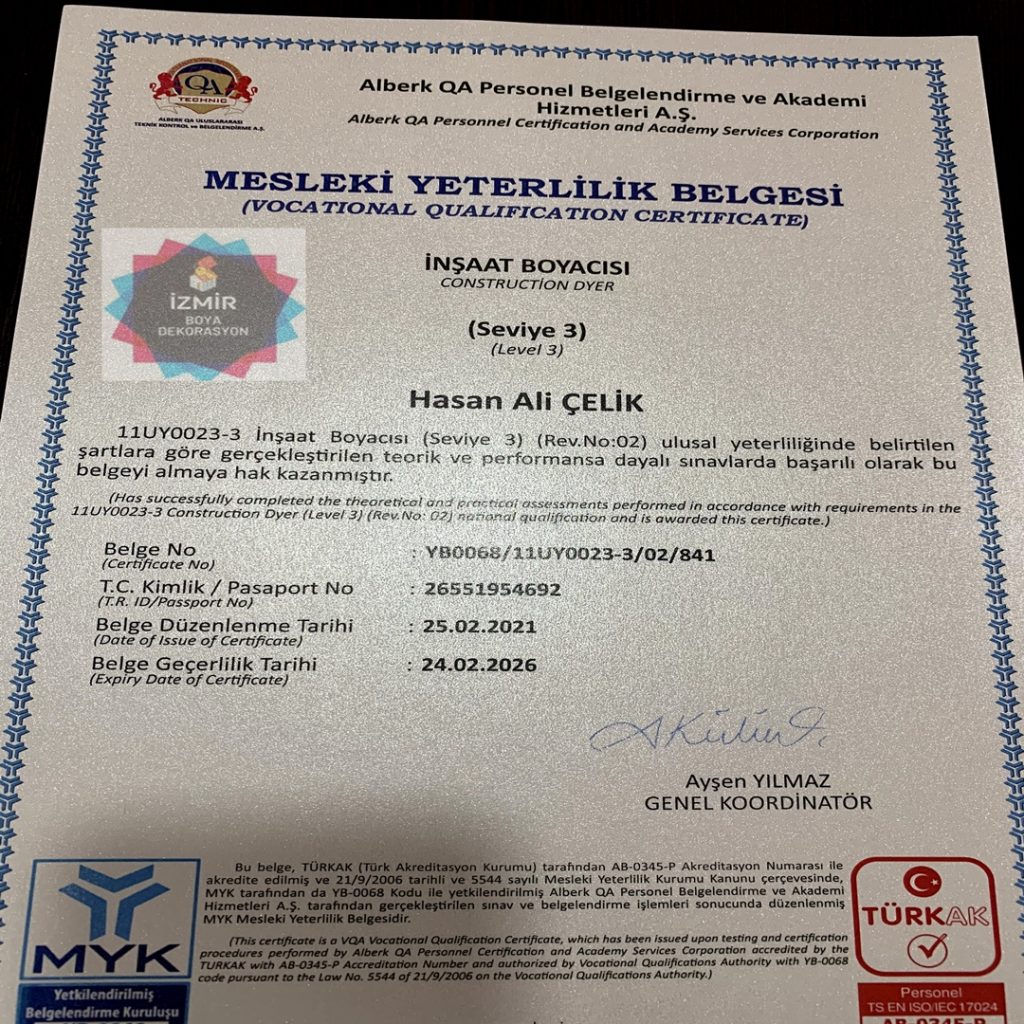 QA
TECHNIC
ALBERK QA ULUSLARARASI
TEKNİK KONTROL ve BELGELENDİRME A.Ş.
Alberk QA Personel Belgelendirme ve Akademi
Hizmetleri A.Ş.
Alberk QA Personnel Certification and Academy Services Corporation
MESLEKİ YETERLİLİK BELGESİ
(VOCATIONAL QUALIFICATION CERTIFICATE)
İZMİR
BOYA
DEKORASYON
İNŞAAT BOYACISI
CONSTRUCTİON DYER
(Seviye 3)
(Level 3)
Hasan Ali ÇELİK
11UY0023-3 İnşaat Boyacısı (Seviye 3) (Rev.No:02) ulusal yeterliliğinde belirtilen
şartlara göre gerçekleştirilen teorik ve performansa dayalı sınavlarda başarılı olarak bu
belgeyi almaya hak kazanmıştır.
(Has successfully completed the theoretical and practical assessments performed in accordance with requirements in the
11UY0023-3 Construction Dyer (Level 3) (Rev.No: 02) national qualification and is awarded this certificate.)
Belge No : YB0068/11UY0023-3/02/841
(Certificate No)
T.C. Kimlik / Pasaport No : 26551954692
(T.R. ID/Passport No)
Belge Düzenlenme Tarihi : 25.02.2021
(Date of Issue of Certificate)
Belge Geçerlilik Tarihi : 24.02.2026
(Expiry Date of Certificate)
Ayşen YILMAZ
GENEL KOORDİNATÖR
Bu belge, TÜRKAK (Türk Akreditasyon Kurumu) tarafından AB-0345-P Akreditasyon Numarası ile
akredite edilmiş ve 21/9/2006 tarihli ve 5544 sayılı Mesleki Yeterlilik Kurumu Kanunu çerçevesinde,
MYK tarafından da YB-0068 Kodu ile yetkilendirilmiş Alberk QA Personel Belgelendirme ve Akademi
Hizmetleri A.Ş. tarafından gerçekleştirilen sınav ve belgelendirme işlemleri sonucunda düzenlenmiş
MYK Mesleki Yeterlilik Belgesidir.
(This certificate is a VQA Vocational Qualification Certificate, which has been issued upon testing and certification
procedures performed by Alberk QA Personnel Certification and Academy Services Corporation accredited by the
TURKAK with AB-0345-P Accreditation Number and authorized by Vocational Qualifications Authority with YB-0068
code pursuant to the Law No. 5544 of 21/9/2006 on the Vocational Qualifications Authority.)
MYK
Yetkilendirilmiş
Belgelendirme Kuruluşu
TÜRKAK
Personel
TS EN ISO/IEC 17024
AB-0345-P